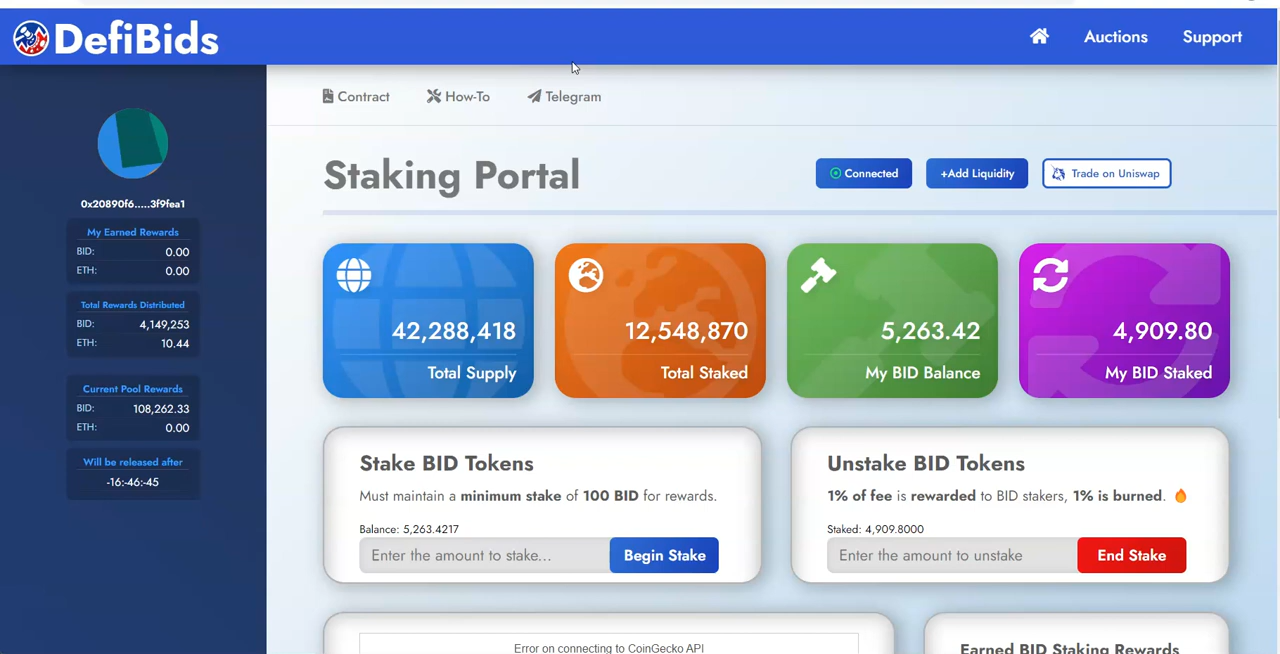 DefiBids
Auctions
Support
Contract
How-To
Telegram
Staking Portal
Connected
+Add Liquidity
Trade on Uniswap
0x20890f6.....3f9fea1
My Earned Rewards
BID: 0.00
ETH: 0.00
Total Rewards Distributed
BID: 4,149,253
ETH: 10.44
Current Pool Rewards
BID: 108,262.33
ETH: 0.00
Will be released after
-16:-46:-45
42,288,418
Total Supply
12,548,870
Total Staked
5,263.42
My BID Balance
4,909.80
My BID Staked
Stake BID Tokens
Must maintain a minimum stake of 100 BID for rewards.
Balance: 5,263.4217
Enter the amount to stake...
Begin Stake
Unstake BID Tokens
1% of fee is rewarded to BID stakers, 1% is burned. 🔥
Staked: 4,909.8000
Enter the amount to unstake
End Stake
Error on connecting to CoinGecko API
Earned BID Staking Rewards